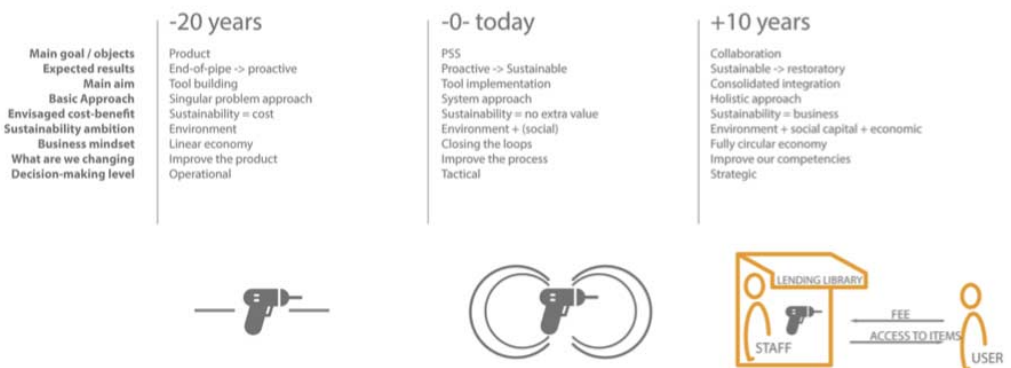 -20 years -0- today +10 years
Main goal / objects Product PSS Collaboration
Expected results End-of-pipe -> proactive Proactive -> Sustainable Sustainable -> restoratory
Main aim Tool building Tool implementation Consolidated integration
Basic Approach Singular problem approach System approach Holistic approach
Envisaged cost-benefit Sustainability = cost Sustainability = no extra value Sustainability = business
Sustainability ambition Environment Environment + (social) Environment + social capital + economic
Business mindset Linear economy Closing the loops Fully circular economy
What are we changing Improve the product Improve the process Improve our competencies
Decision-making level Operational Tactical Strategic
LENDING LIBRARY
FEE
ACCESS TO ITEMS
STAFF
USER